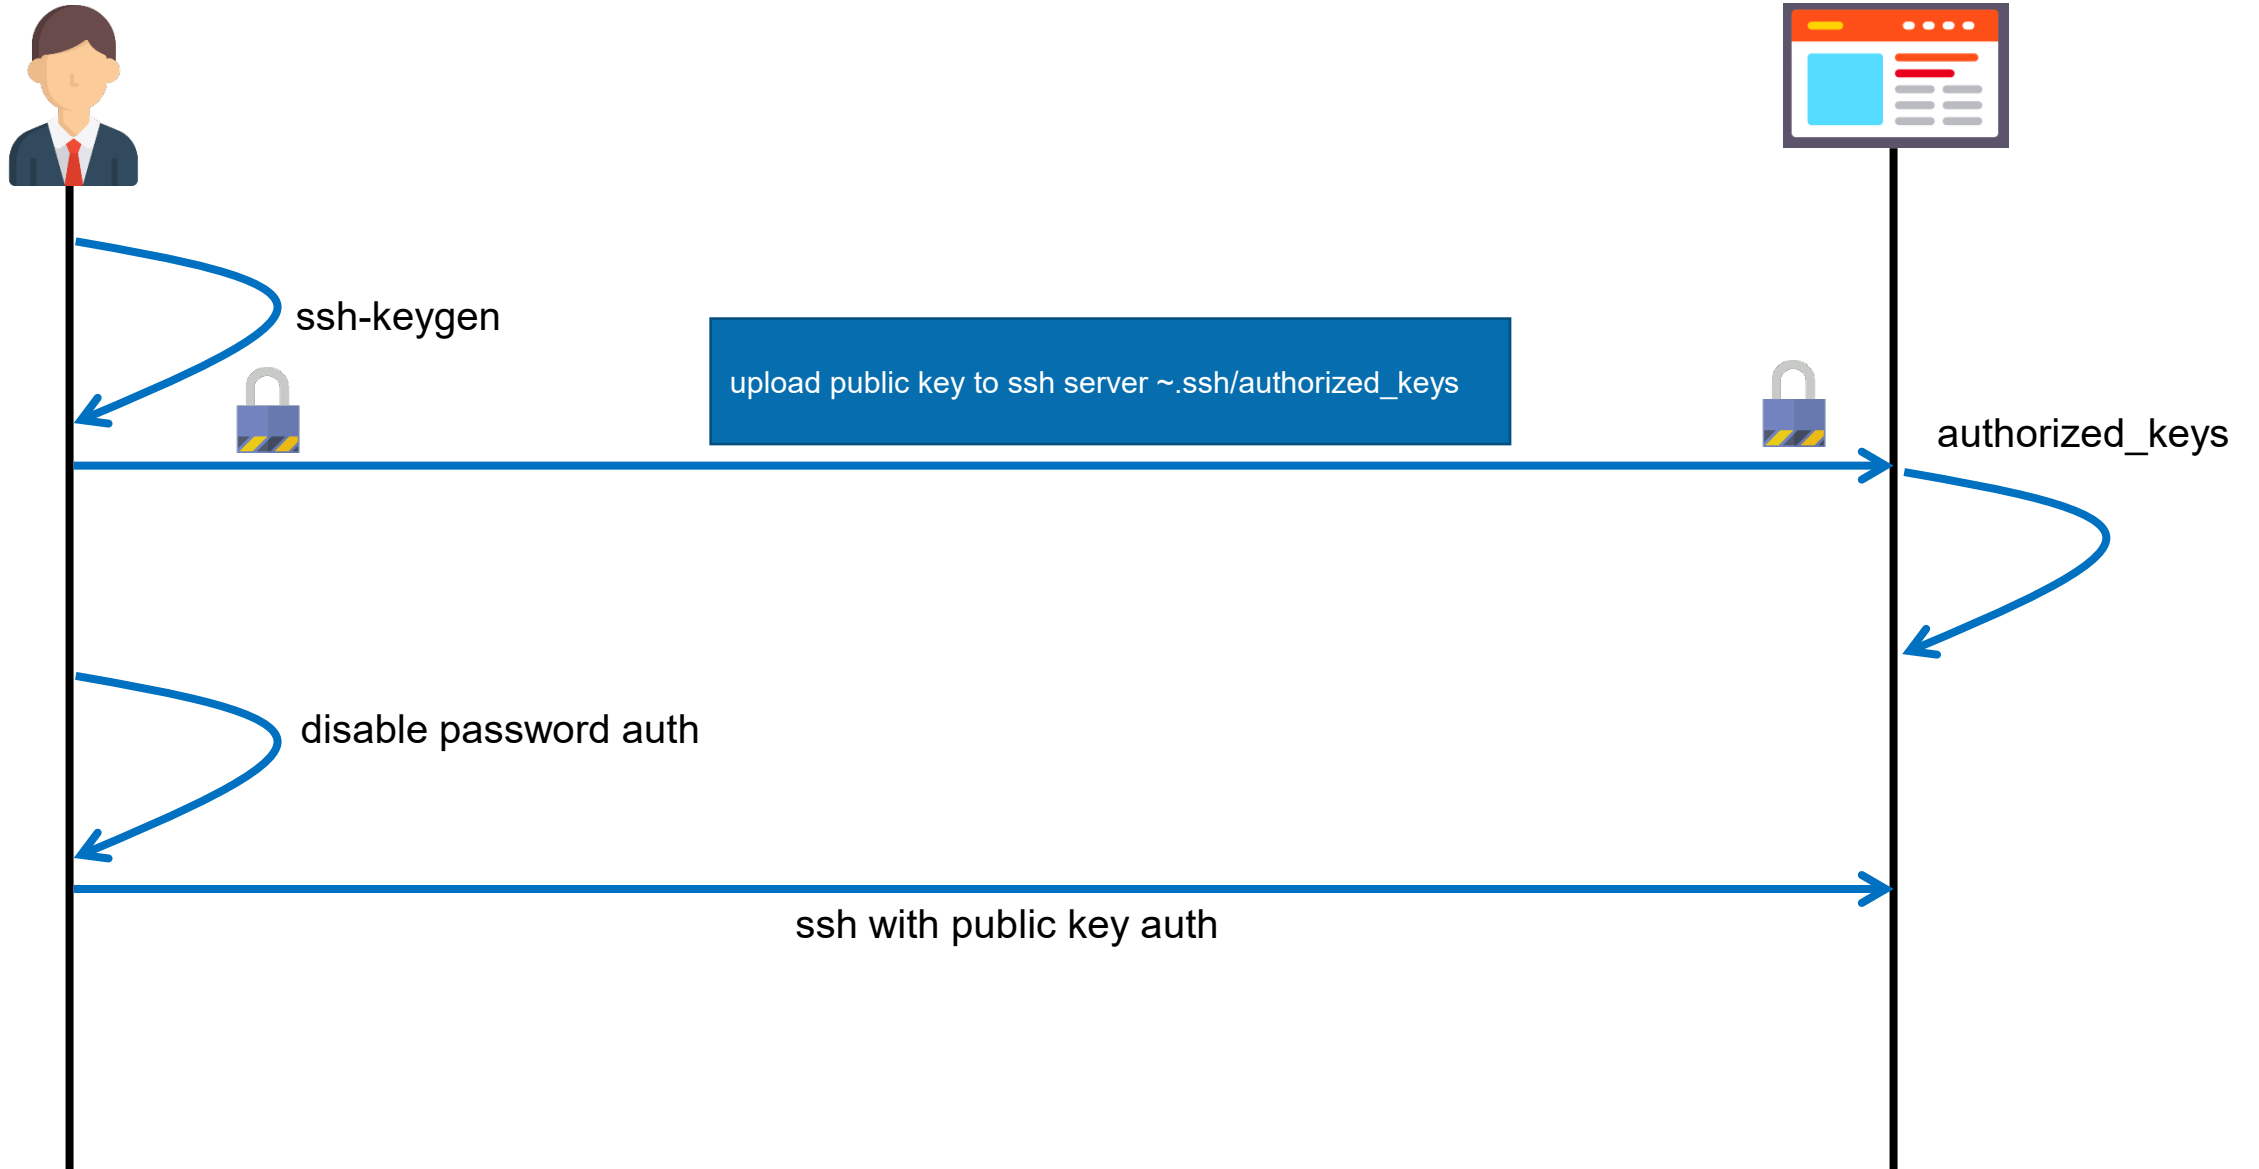 ssh-keygen
upload public key to ssh server ~.ssh/authorized_keys
authorized_keys
disable password auth
ssh with public key auth